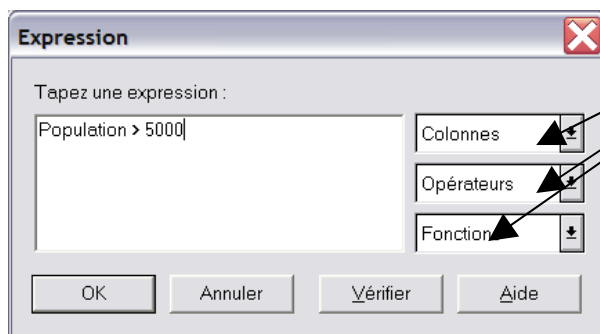 Expression
Tapez une expression :
Population > 5000
Colonnes
Opérateurs
Fonction
OK
Annuler
Vérifier
Aide